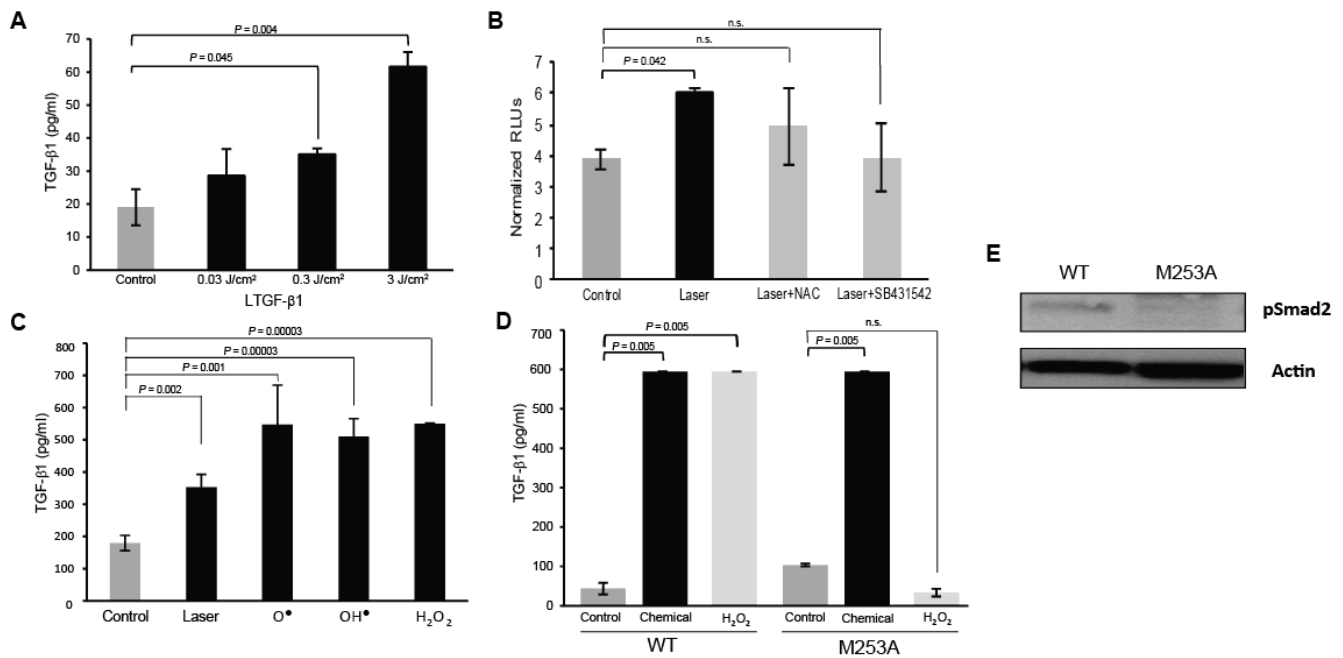 A
P = 0.004
P = 0.045
TGF-β1 (pg/ml)
70
60
50
40
30
20
10
0
Control
0.03 J/cm²
0.3 J/cm²
3 J/cm²
LTGF-β1
B
n.s.
n.s.
P = 0.042
Normalized RLUs
7
6
5
4
3
2
1
0
Control
Laser
Laser+NAC
Laser+SB431542
C
P = 0.00003
P = 0.00003
P = 0.001
P = 0.002
TGF-β1 (pg/ml)
800
700
600
500
400
300
200
100
0
Control
Laser
O•
OH•
H₂O₂
D
P = 0.005
P = 0.005
n.s.
P = 0.005
TGF-β1 (pg/ml)
600
600
500
400
300
200
100
0
Control
Chemical
H₂O₂
Control
Chemical
H₂O₂
WT
M253A
E
WT
M253A
pSmad2
Actin